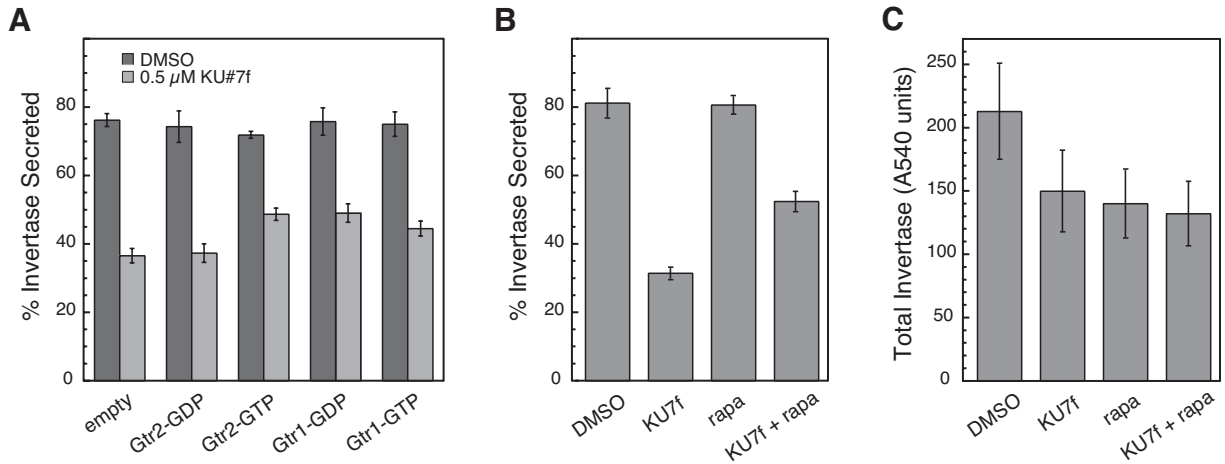 A
% Invertase Secreted
80
60
40
20
0
DMSO
0.5 µM KU#7f
empty
Gtr2-GDP
Gtr2-GTP
Gtr1-GDP
Gtr1-GTP
B
% Invertase Secreted
80
60
40
20
0
DMSO
KU7f
rapa
KU7f + rapa
C
Total Invertase (A540 units)
250
200
150
100
50
0
DMSO
KU7f
rapa
KU7f + rapa